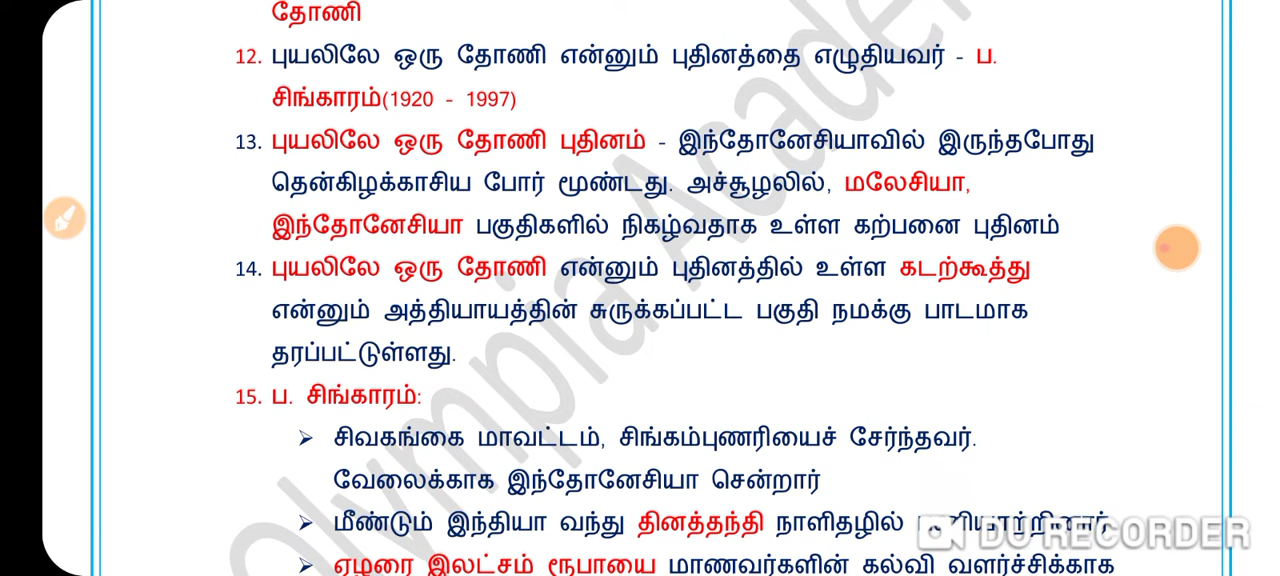 தோணி
12. புயலிலே ஒரு தோணி என்னும் புதினத்தை எழுதியவர் - ப.
சிங்காரம்(1920 - 1997)
13. புயலிலே ஒரு தோணி புதினம் - இந்தோனேசியாவில் இருந்தபோது
தென்கிழக்காசிய போர் மூண்டது. அச்சூழலில், மலேசியா,
இந்தோனேசியா பகுதிகளில் நிகழ்வதாக உள்ள கற்பனை புதினம்
14. புயலிலே ஒரு தோணி என்னும் புதினத்தில் உள்ள கடற்கூத்து
என்னும் அத்தியாயத்தின் சுருக்கப்பட்ட பகுதி நமக்கு பாடமாக
தரப்பட்டுள்ளது.
15. ப. சிங்காரம்:
➢ சிவகங்கை மாவட்டம், சிங்கம்புணரியைச் சேர்ந்தவர்.
வேலைக்காக இந்தோனேசியா சென்றார்
➢ மீண்டும் இந்தியா வந்து தினத்தந்தி நாளிதழில்
DU RECORDER
➢ ஏழரை இலட்சம் ரூபாயை மாணவர்களின் கல்வி வளர்ச்சிக்காக
Olympia Academy